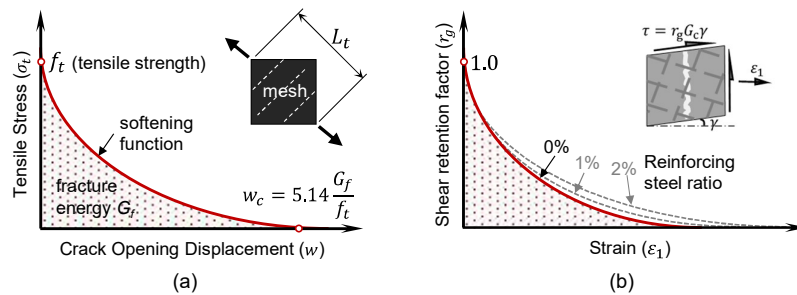 Tensile Stress (σt)
ft (tensile strength)
Lt
mesh
softening
function
fracture
energy Gf
wc = 5.14 Gf/ft
Crack Opening Displacement (w)
(a)
Shear retention factor (rg)
1.0
τ = rgGcγ
ε1
γ
0%
1%
2%
Reinforcing
steel ratio
Strain (ε1)
(b)